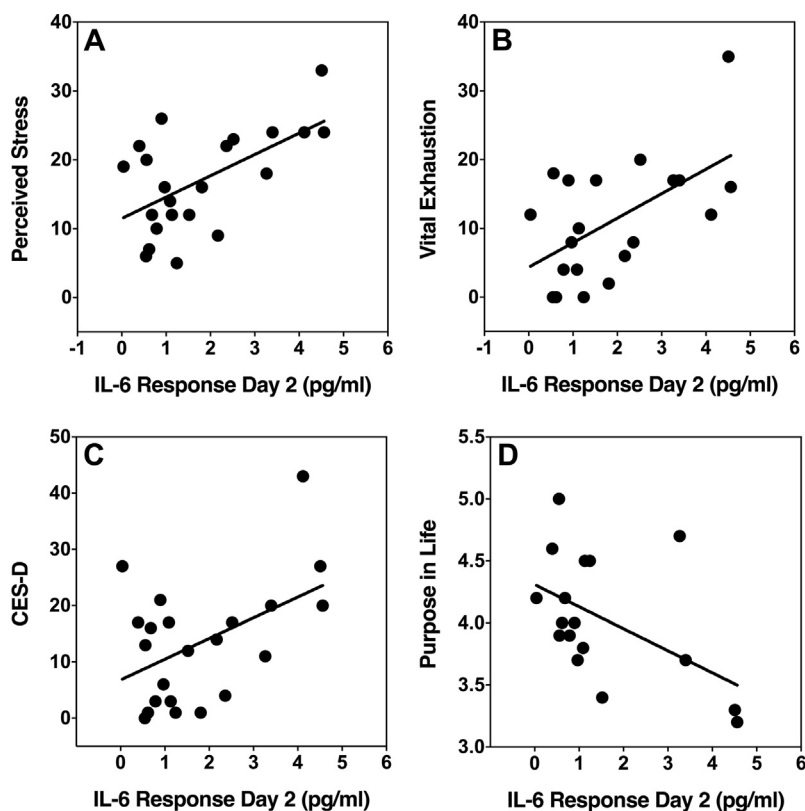 A
Perceived Stress
40
30
20
10
0
-1 0 1 2 3 4 5 6
IL-6 Response Day 2 (pg/ml)
B
Vital Exhaustion
40
30
20
10
0
-1 0 1 2 3 4 5 6
IL-6 Response Day 2 (pg/ml)
C
CES-D
50
40
30
20
10
0
-1 0 1 2 3 4 5 6
IL-6 Response Day 2 (pg/ml)
D
Purpose in Life
5.5
5.0
4.5
4.0
3.5
3.0
-1 0 1 2 3 4 5 6
IL-6 Response Day 2 (pg/ml)